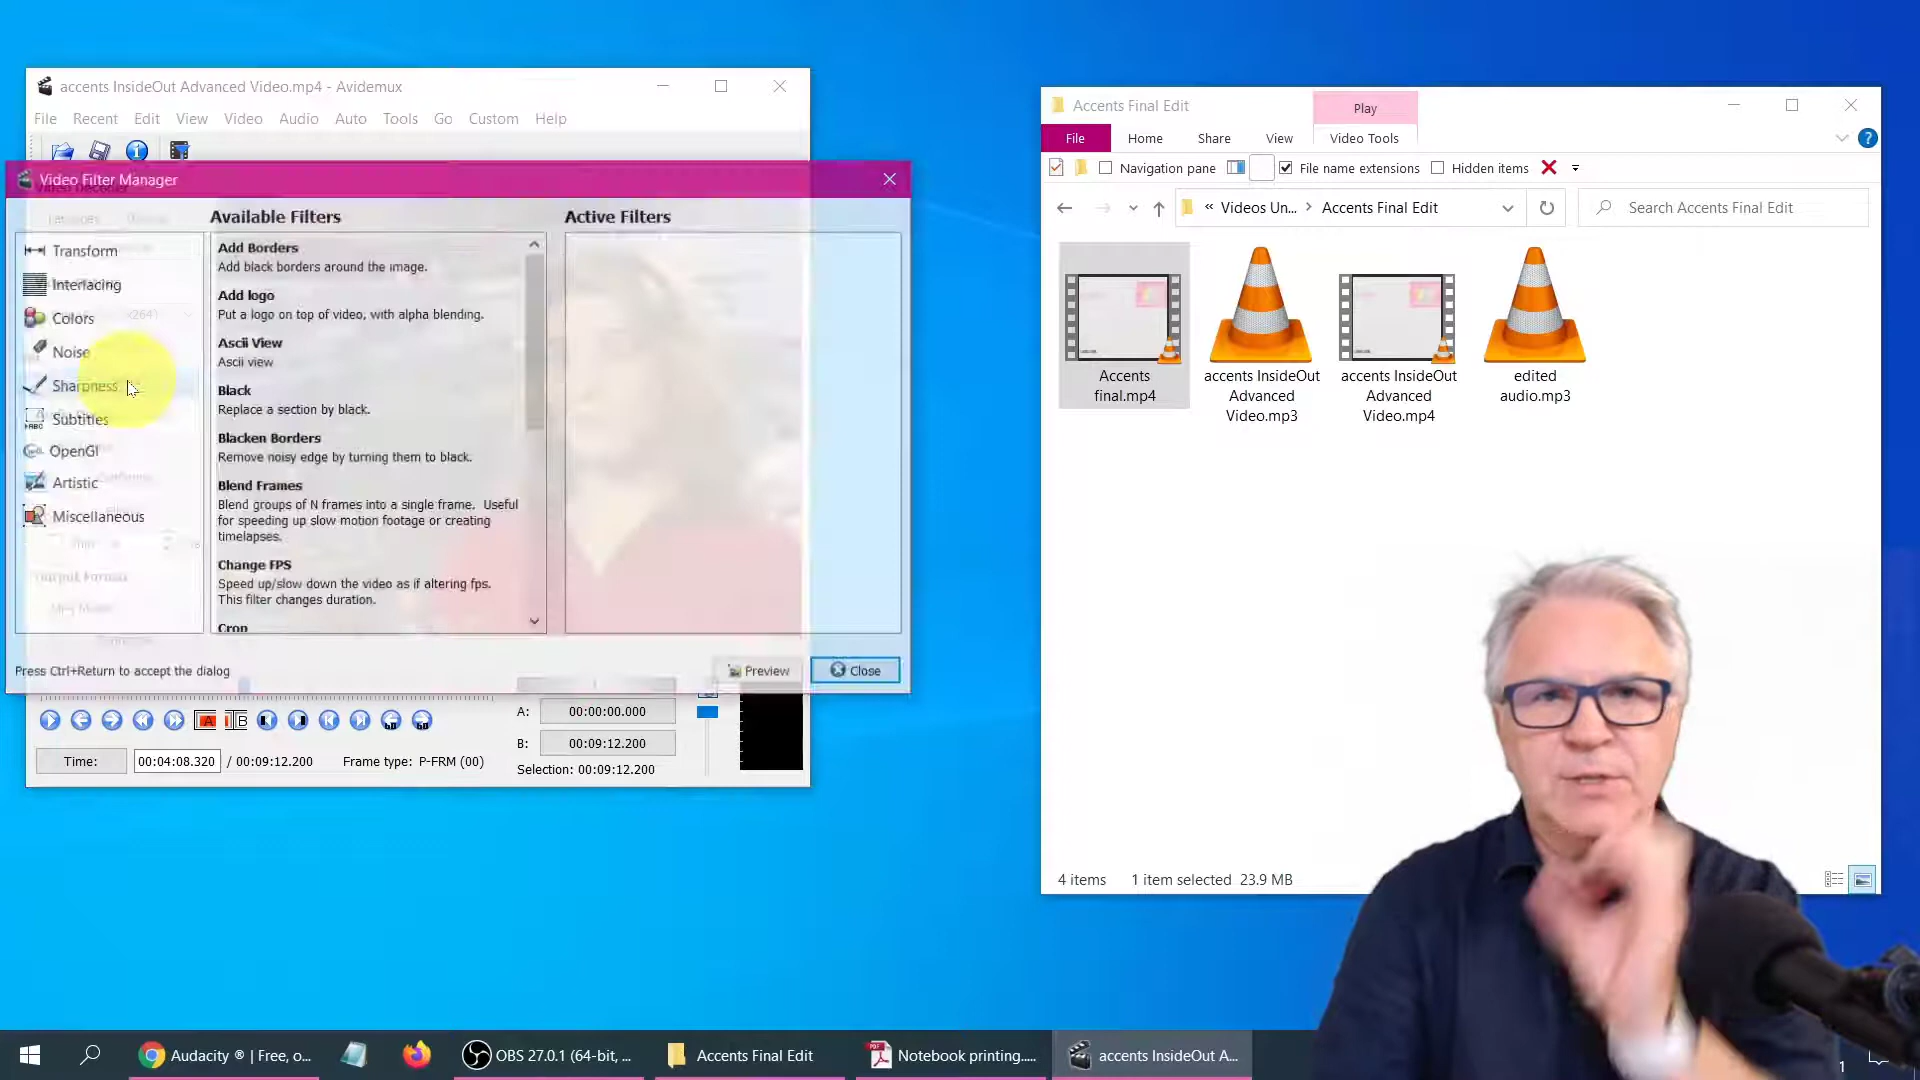 accents InsideOut Advanced Video.mp4 - Avidemux
File Recent Edit View Video Audio Auto Tools Go Custom Help
Video Filter Manager
Available Filters
Active Filters
Transform
Interlacing
Colors
Noise
Sharpness
Subtitles
OpenGl
Artistic
Miscellaneous
Add Borders
Add black borders around the image.
Add logo
Put a logo on top of video, with alpha blending.
Ascii View
Ascii view
Black
Replace a section by black.
Blacken Borders
Remove noisy edge by turning them to black.
Blend Frames
Blend groups of N frames into a single frame. Useful
for speeding up slow motion footage or creating
timelapses.
Change FPS
Speed up/slow down the video as if altering fps.
This filter changes duration.
Crop
Output Format
Press Ctrl+Return to accept the dialog
Preview
Close
A: 00:00:00.000
B: 00:09:12.200
Selection: 00:09:12.200
Time: 00:04:08.320 / 00:09:12.200 Frame type: P-FRM (00)
Accents Final Edit
Play
File Home Share View Video Tools
Navigation pane File name extensions Hidden items
« Videos Un... > Accents Final Edit
Search Accents Final Edit
Accents
final.mp4
accents InsideOut
Advanced
Video.mp3
accents InsideOut
Advanced
Video.mp4
edited
audio.mp3
4 items 1 item selected 23.9 MB
Audacity ® | Free, o...
OBS 27.0.1 (64-bit, ...
Accents Final Edit
Notebook printing.....
accents InsideOut A...
1